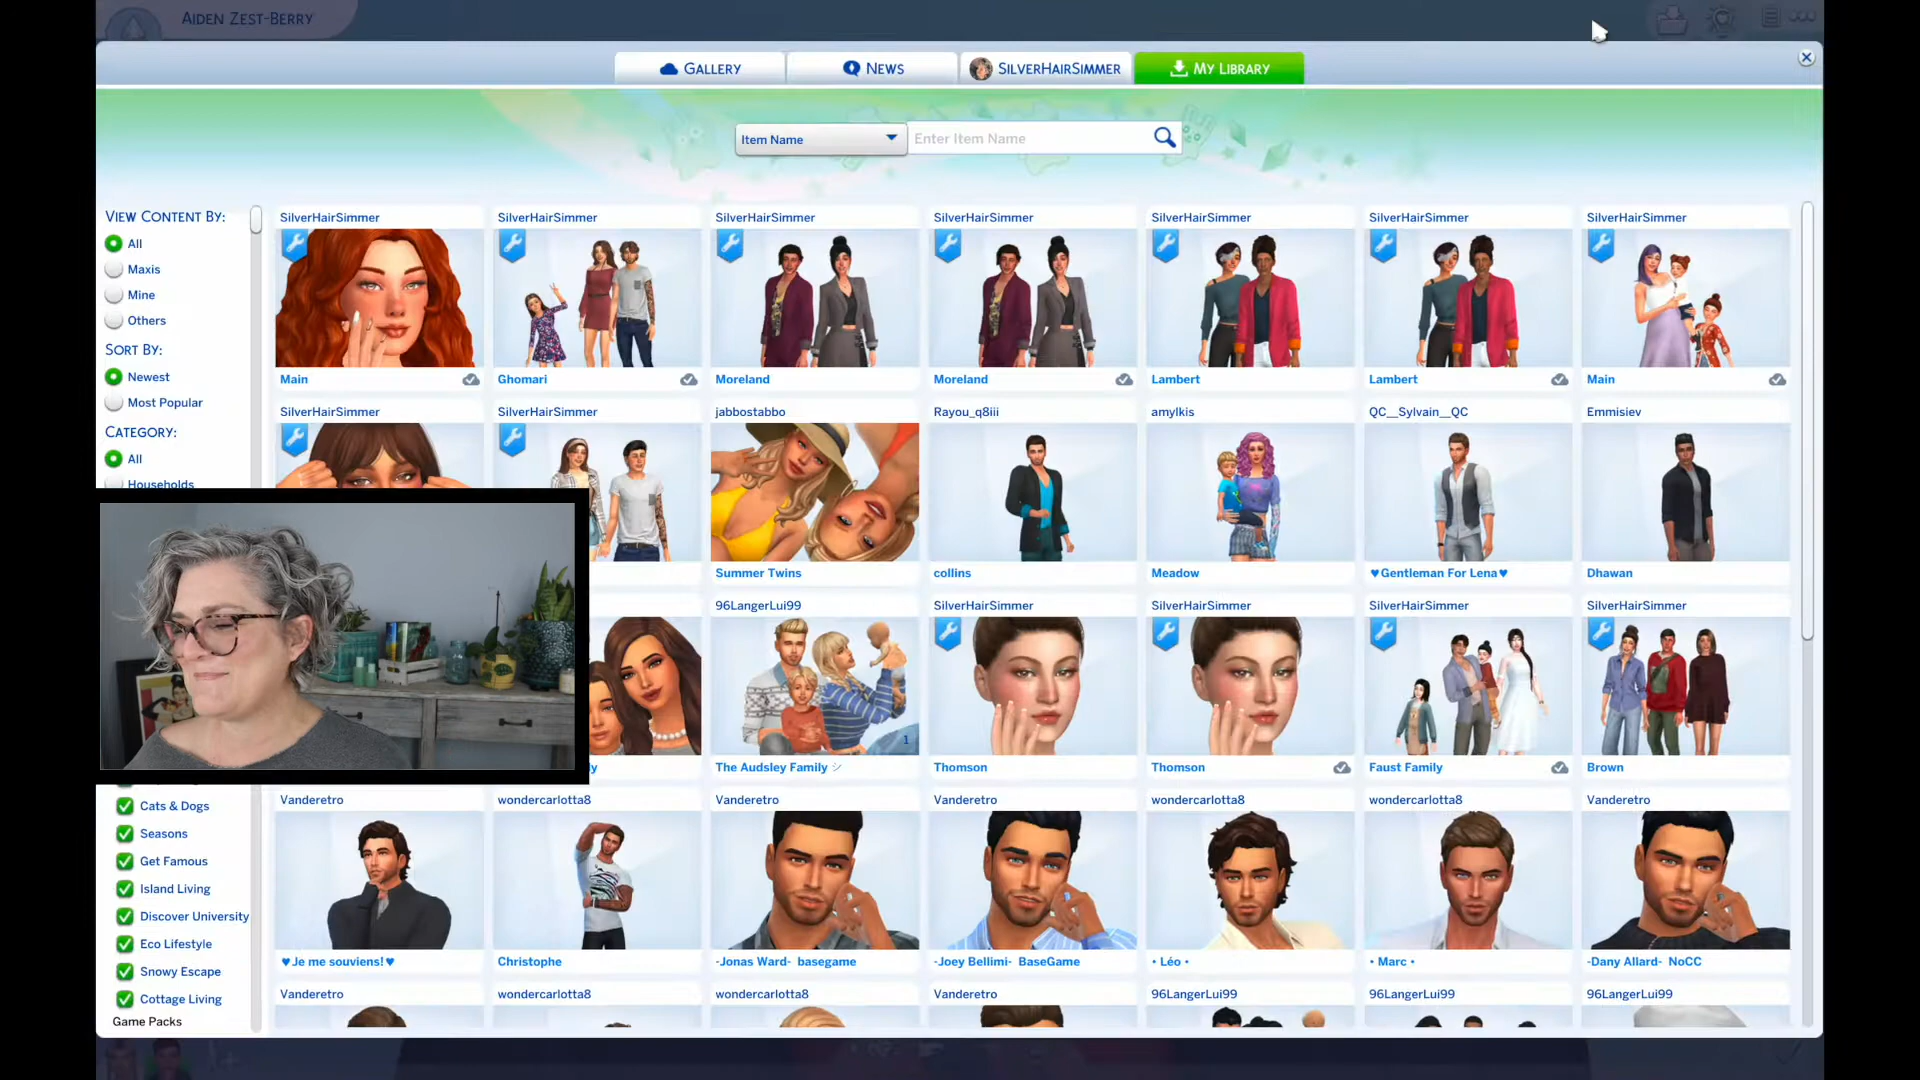 AIDEN ZEST-BERRY
GALLERY
NEWS
SILVERHAIRSIMMER
MY LIBRARY
Item Name
Enter Item Name
VIEW CONTENT BY:
All
Maxis
Mine
Others
SORT BY:
Newest
Most Popular
CATEGORY:
All
Households
Cats & Dogs
Seasons
Get Famous
Island Living
Discover University
Eco Lifestyle
Snowy Escape
Cottage Living
Game Packs
SilverHairSimmer SilverHairSimmer SilverHairSimmer SilverHairSimmer SilverHairSimmer SilverHairSimmer SilverHairSimmer
Main Ghomari Moreland Moreland Lambert Lambert Main
SilverHairSimmer SilverHairSimmer jabbostabbo Rayou_q8iii amylkis QC__Sylvain__QC Emmisiev
Summer Twins collins Meadow ♥Gentleman For Lena♥ Dhawan
96LangerLui99 SilverHairSimmer SilverHairSimmer SilverHairSimmer SilverHairSimmer
1
The Audsley Family シ Thomson Thomson Faust Family Brown
Vanderetro wondercarlotta8 Vanderetro Vanderetro wondercarlotta8 wondercarlotta8 Vanderetro
♥Je me souviens!♥ Christophe -Jonas Ward- basegame -Joey Bellimi- BaseGame • Léo • • Marc • -Dany Allard- NoCC
Vanderetro wondercarlotta8 wondercarlotta8 Vanderetro 96LangerLui99 96LangerLui99 96LangerLui99